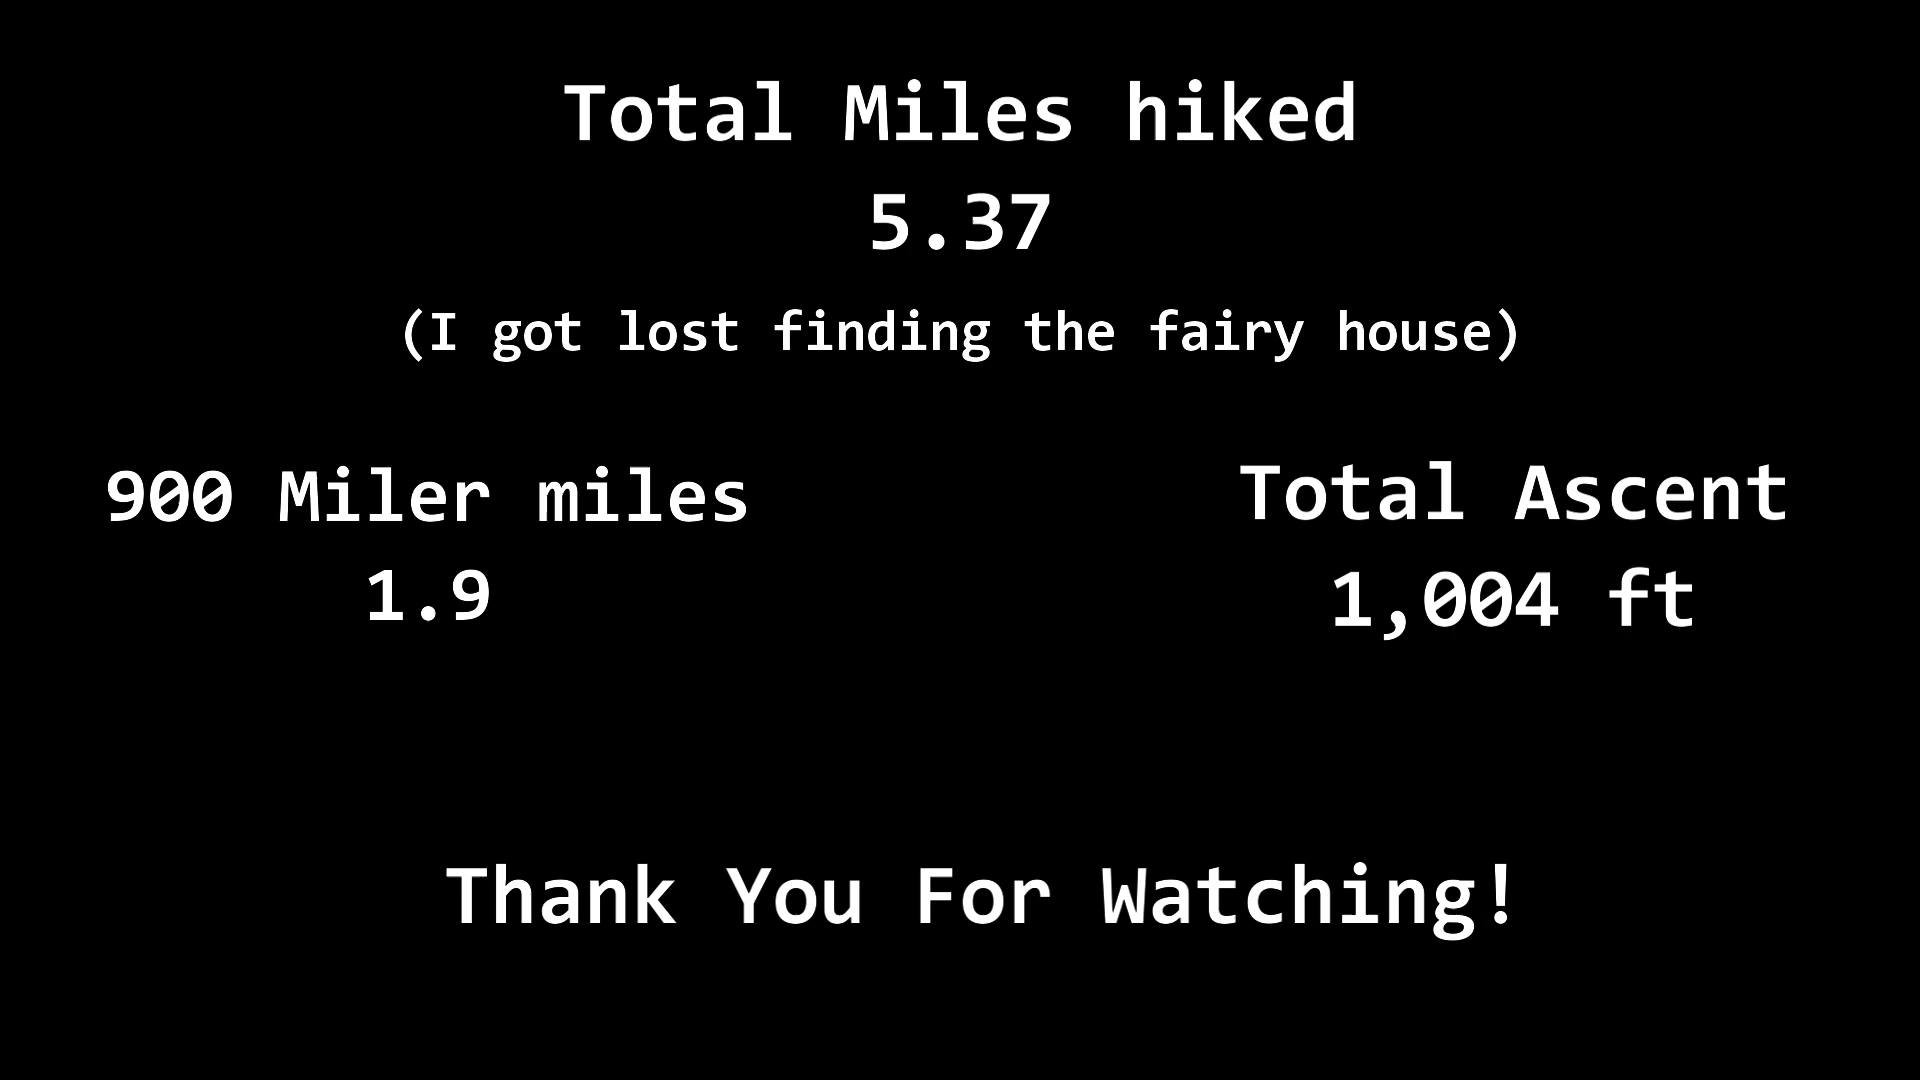 Total Miles hiked
5.37
(I got lost finding the fairy house)
900 Miler miles
1.9
Total Ascent
1,004 ft
Thank You For Watching!